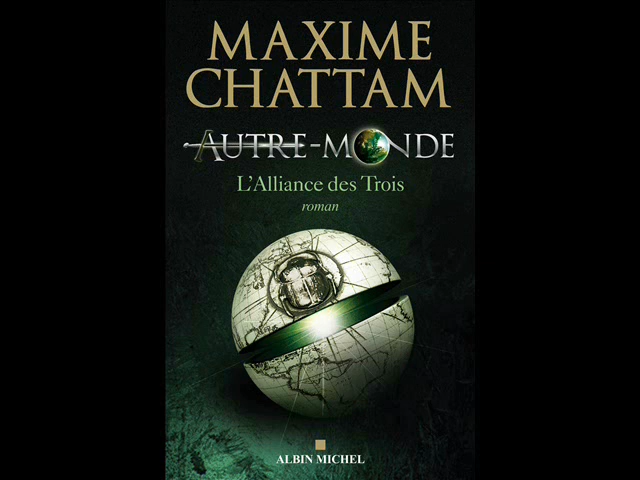 MAXIME
CHATTAM
AUTRE-MONDE
L'Alliance des Trois
roman
ALBIN MICHEL